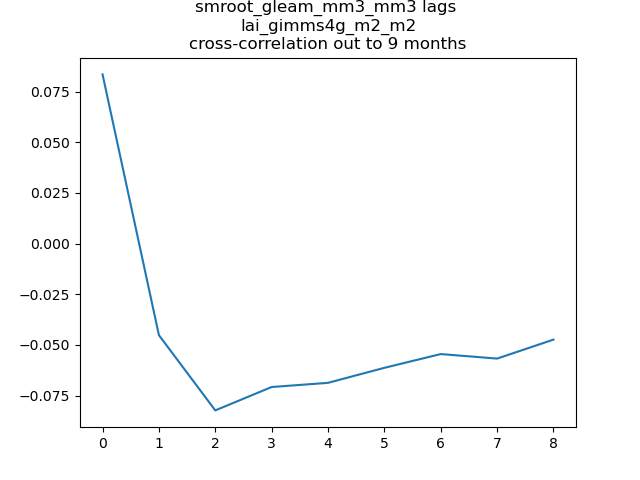 smroot_gleam_mm3_mm3 lags
lai_gimms4g_m2_m2
cross-correlation out to 9 months
0.075
0.050
0.025
0.000
−0.025
−0.050
−0.075
0 1 2 3 4 5 6 7 8